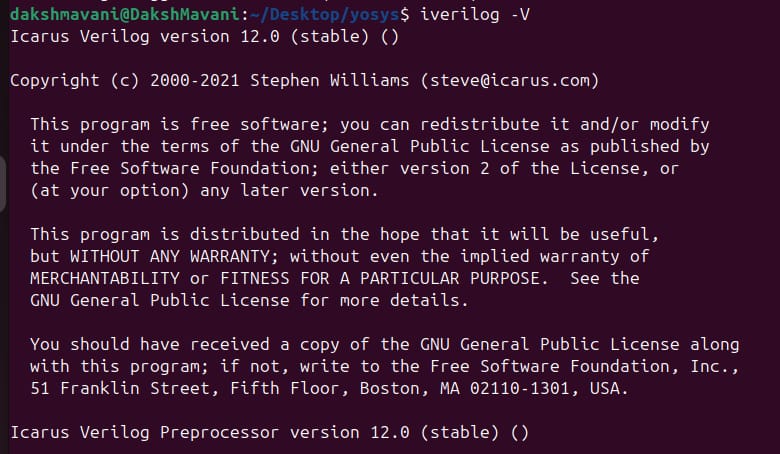 dakshmavani@DakshMavani:~/Desktop/yosys$ iverilog -V
Icarus Verilog version 12.0 (stable) ()
Copyright (c) 2000-2021 Stephen Williams (steve@icarus.com)
This program is free software; you can redistribute it and/or modify
it under the terms of the GNU General Public License as published by
the Free Software Foundation; either version 2 of the License, or
(at your option) any later version.
This program is distributed in the hope that it will be useful,
but WITHOUT ANY WARRANTY; without even the implied warranty of
MERCHANTABILITY or FITNESS FOR A PARTICULAR PURPOSE.  See the
GNU General Public License for more details.
You should have received a copy of the GNU General Public License along
with this program; if not, write to the Free Software Foundation, Inc.,
51 Franklin Street, Fifth Floor, Boston, MA 02110-1301, USA.
Icarus Verilog Preprocessor version 12.0 (stable) ()